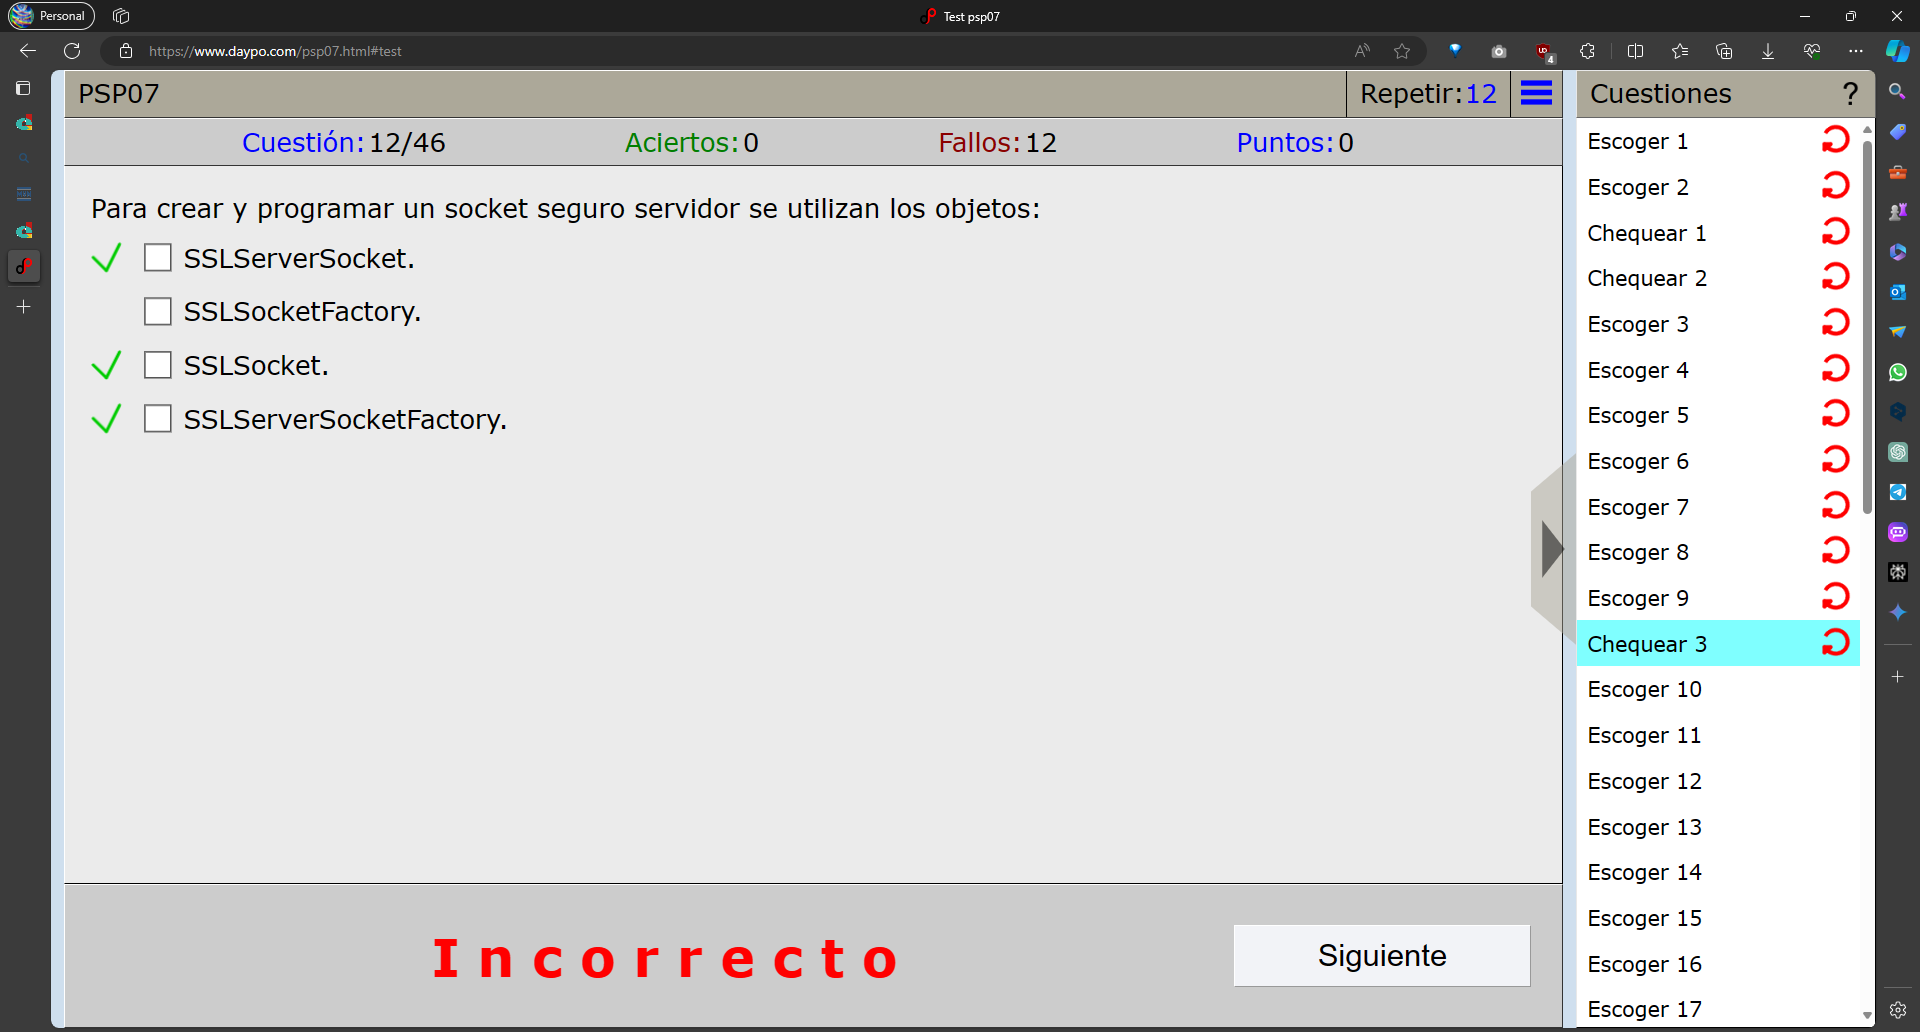 Personal
Test psp07
https://www.daypo.com/psp07.html#test
4
PSP07
Repetir:12
Cuestiones ?
Cuestión:12/46
Aciertos:0
Fallos:12
Puntos:0
Para crear y programar un socket seguro servidor se utilizan los objetos:
SSLServerSocket.
SSLSocketFactory.
SSLSocket.
SSLServerSocketFactory.
Incorrecto
Siguiente
Escoger 1
Escoger 2
Chequear 1
Chequear 2
Escoger 3
Escoger 4
Escoger 5
Escoger 6
Escoger 7
Escoger 8
Escoger 9
Chequear 3
Escoger 10
Escoger 11
Escoger 12
Escoger 13
Escoger 14
Escoger 15
Escoger 16
Escoger 17